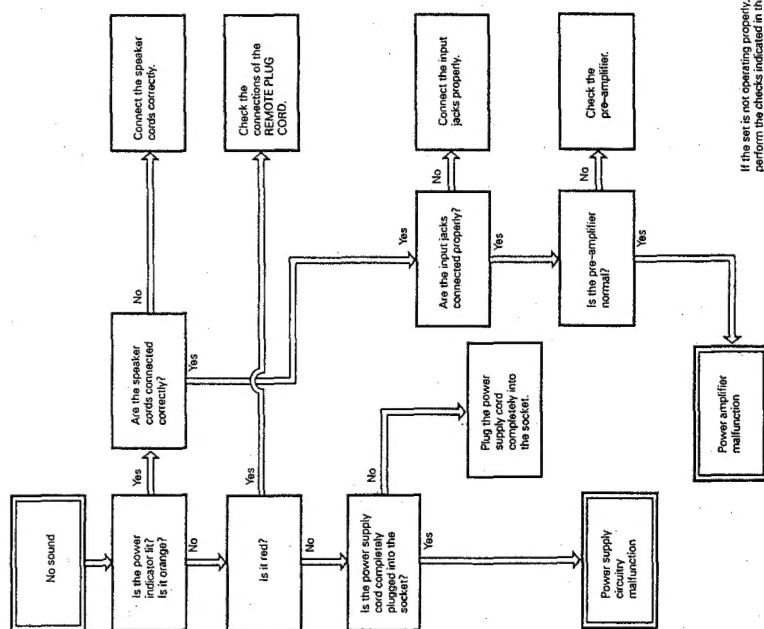 No sound
Is the power
indicator lit?
Is it orange?
Yes
Are the speaker
cords connected
correctly?
No
Connect the speaker
cords correctly.
No
Yes
Is it red?
Yes
Check the
connections of the
REMOTE PLUG
CORD.
No
Is the power supply
cord completely
plugged into the
socket?
No
Plug the power
supply cord
completely into
the socket.
Yes
Power supply
circuitry
malfunction
Yes
Are the input jacks
connected properly?
No
Connect the input
jacks properly.
Yes
Is the pre-amplifier
normal?
No
Check the
pre-amplifier.
Yes
Power amplifier
malfunction
If the set is not operating properly,
perform the checks indicated in